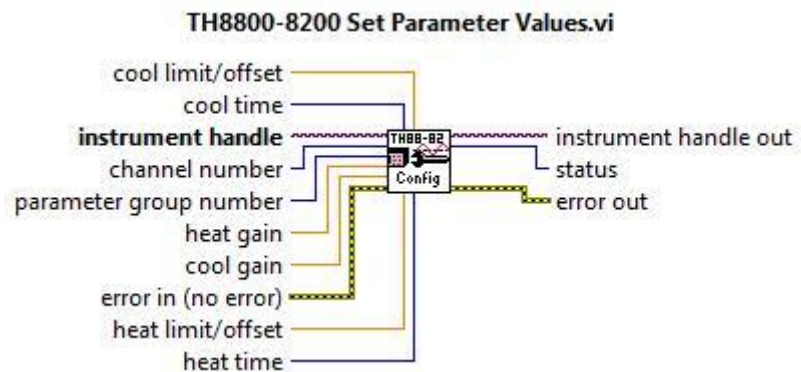 TH8800-8200 Set Parameter Values.vi
cool limit/offset
cool time
instrument handle
channel number
parameter group number
heat gain
cool gain
error in (no error)
heat limit/offset
heat time
TH88-82
Config
instrument handle out
status
error out